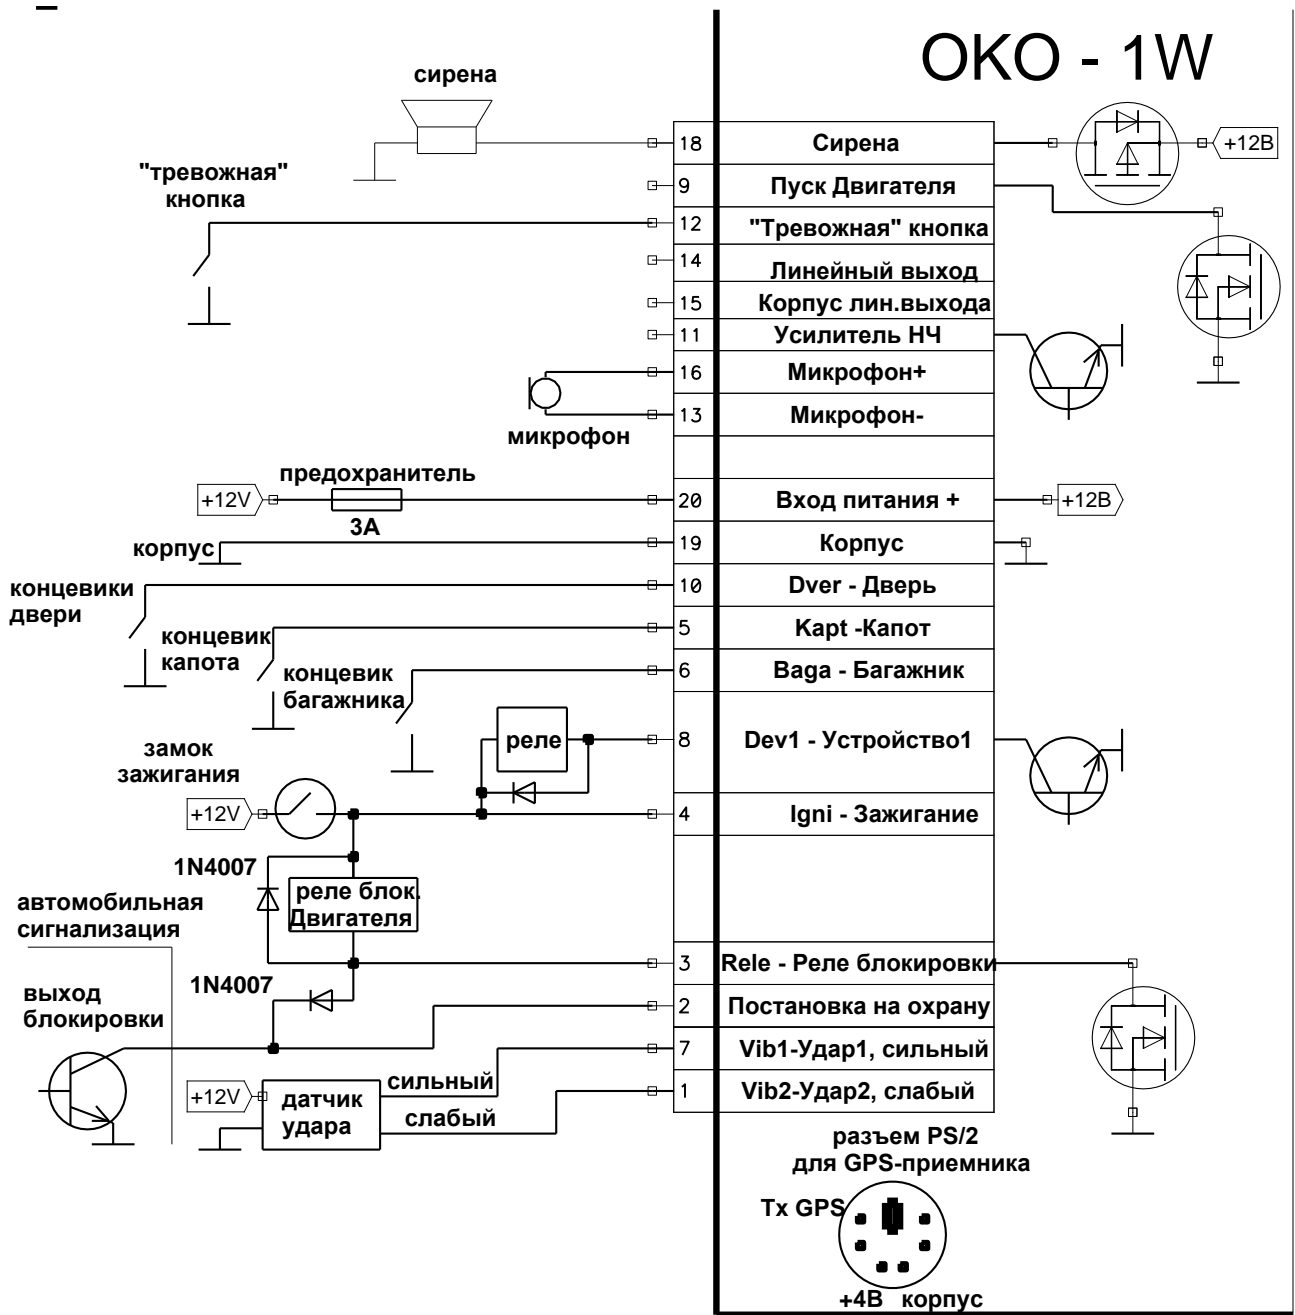 OKO - 1W
сирена
"тревожная"
кнопка
18 Сирена
+12В
9 Пуск Двигателя
12 "Тревожная" кнопка
14 Линейный выход
15 Корпус лин.выхода
11 Усилитель НЧ
16 Микрофон+
13 Микрофон-
микрофон
предохранитель
+12V
3А
20 Вход питания +
+12В
корпус
19 Корпус
концевики
двери
10 Dver - Дверь
концевик
капота
5 Kapt -Капот
концевик
багажника
6 Baga - Багажник
реле
8 Dev1 - Устройство1
замок
зажигания
+12V
4 Igni - Зажигание
1N4007
реле блок.
Двигателя
автомобильная
сигнализация
3 Rele - Реле блокировки
1N4007
выход
блокировки
2 Постановка на охрану
7 Vib1-Удар1, сильный
1 Vib2-Удар2, слабый
+12V
датчик
удара
сильный
слабый
разъем PS/2
для GPS-приемника
Tx GPS
+4В корпус